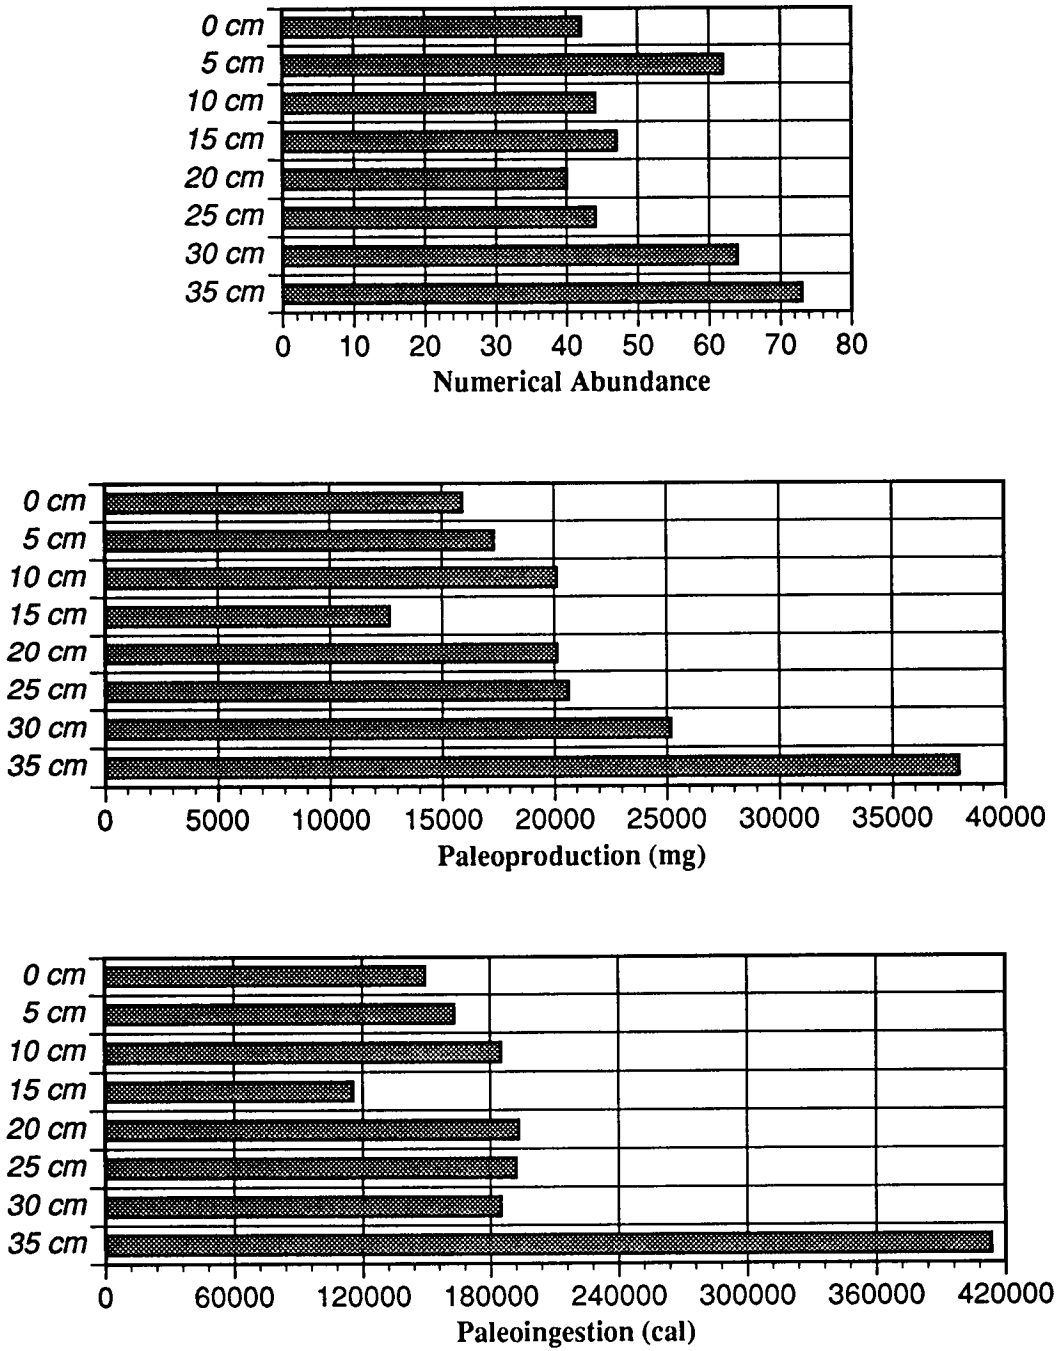 0 cm
5 cm
10 cm
15 cm
20 cm
25 cm
30 cm
35 cm
0 10 20 30 40 50 60 70 80
Numerical Abundance
0 cm
5 cm
10 cm
15 cm
20 cm
25 cm
30 cm
35 cm
0 5000 10000 15000 20000 25000 30000 35000 40000
Paleoproduction (mg)
0 cm
5 cm
10 cm
15 cm
20 cm
25 cm
30 cm
35 cm
0 60000 120000 180000 240000 300000 360000 420000
Paleoingestion (cal)